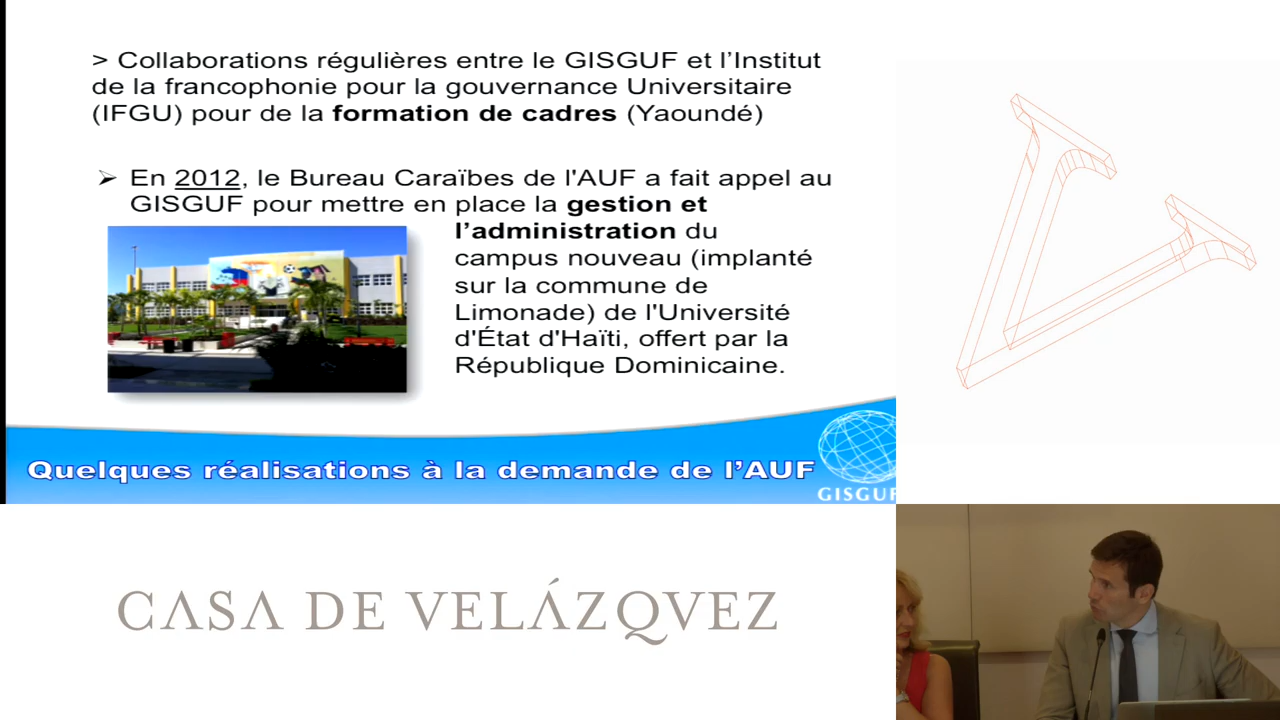 > Collaborations régulières entre le GISGUF et l’Institut
de la francophonie pour la gouvernance Universitaire
(IFGU) pour de la formation de cadres (Yaoundé)
➢ En 2012, le Bureau Caraïbes de l'AUF a fait appel au
GISGUF pour mettre en place la gestion et
l’administration du
campus nouveau (implanté
sur la commune de
Limonade) de l'Université
d'État d'Haïti, offert par la
République Dominicaine.
Quelques réalisations à la demande de l’AUF
GISGUF
CASA DE VELÁZQVEZ